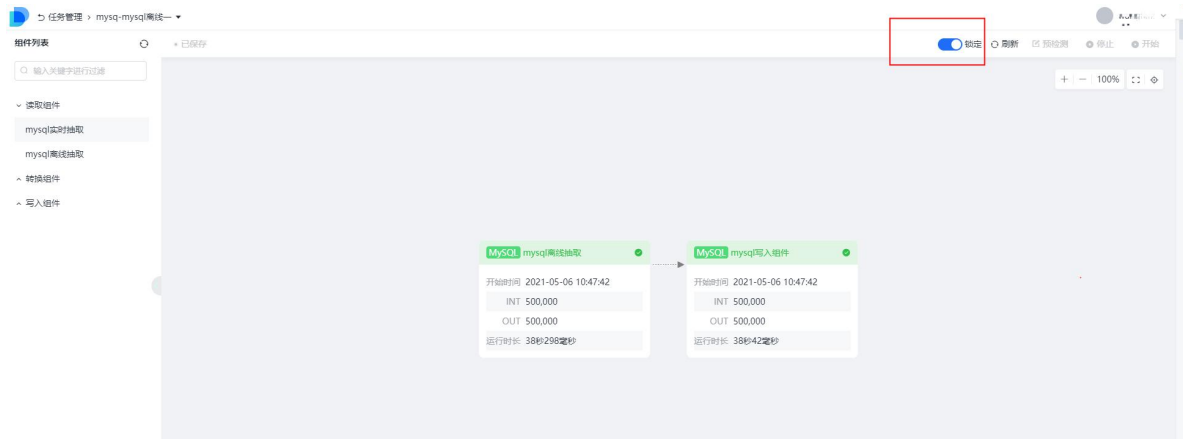 任务管理 > mysq-mysql离线一
组件列表
已保存
锁定 刷新 预检测 停止 开始
输入关键字进行过滤
+ - 100%
读取组件
mysql实时抽取
mysql离线抽取
转换组件
写入组件
MySQL mysql离线抽取
开始时间 2021-05-06 10:47:42
INT 500,000
OUT 500,000
运行时长 38秒298毫秒
MySQL mysql写入组件
开始时间 2021-05-06 10:47:42
INT 500,000
OUT 500,000
运行时长 38秒42毫秒